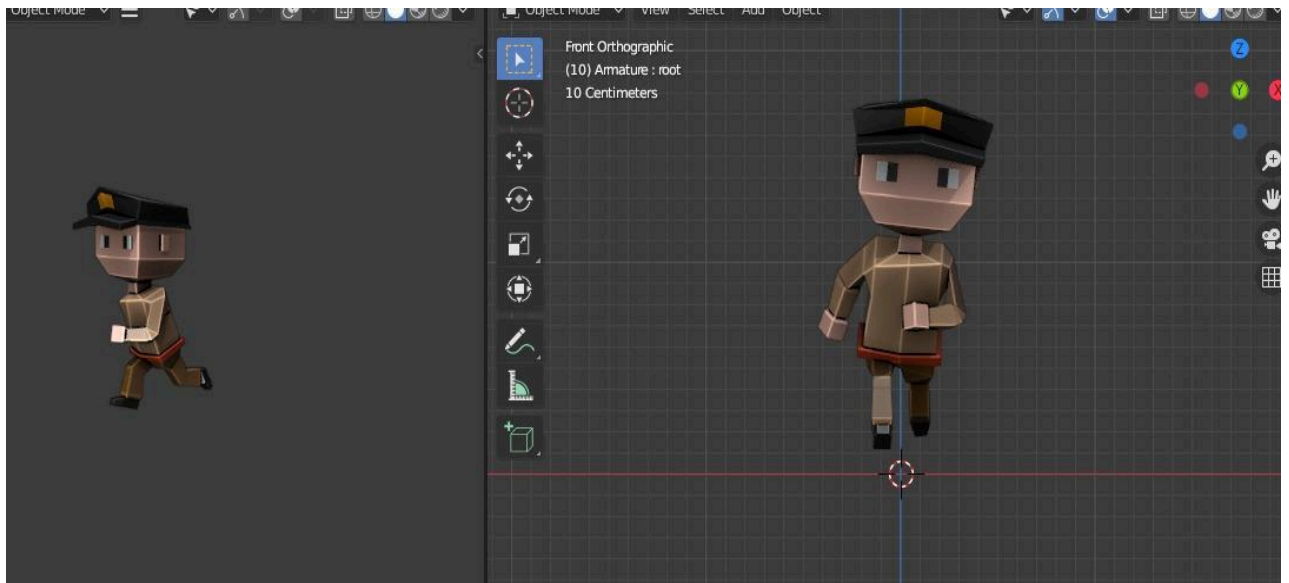 Object Mode
Object Mode View Select Add Object
Front Orthographic
(10) Armature : root
10 Centimeters
Z
Y
X